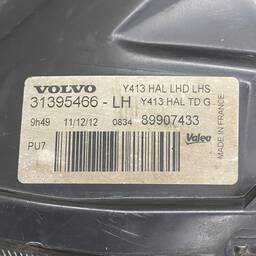 VOLVO Y413 HAL LHD LHS
31395466 - LH Y413 HAL TD G
9h49 11/12/12 0834 89907433
PU7 Valeo
MADE IN FRANCE